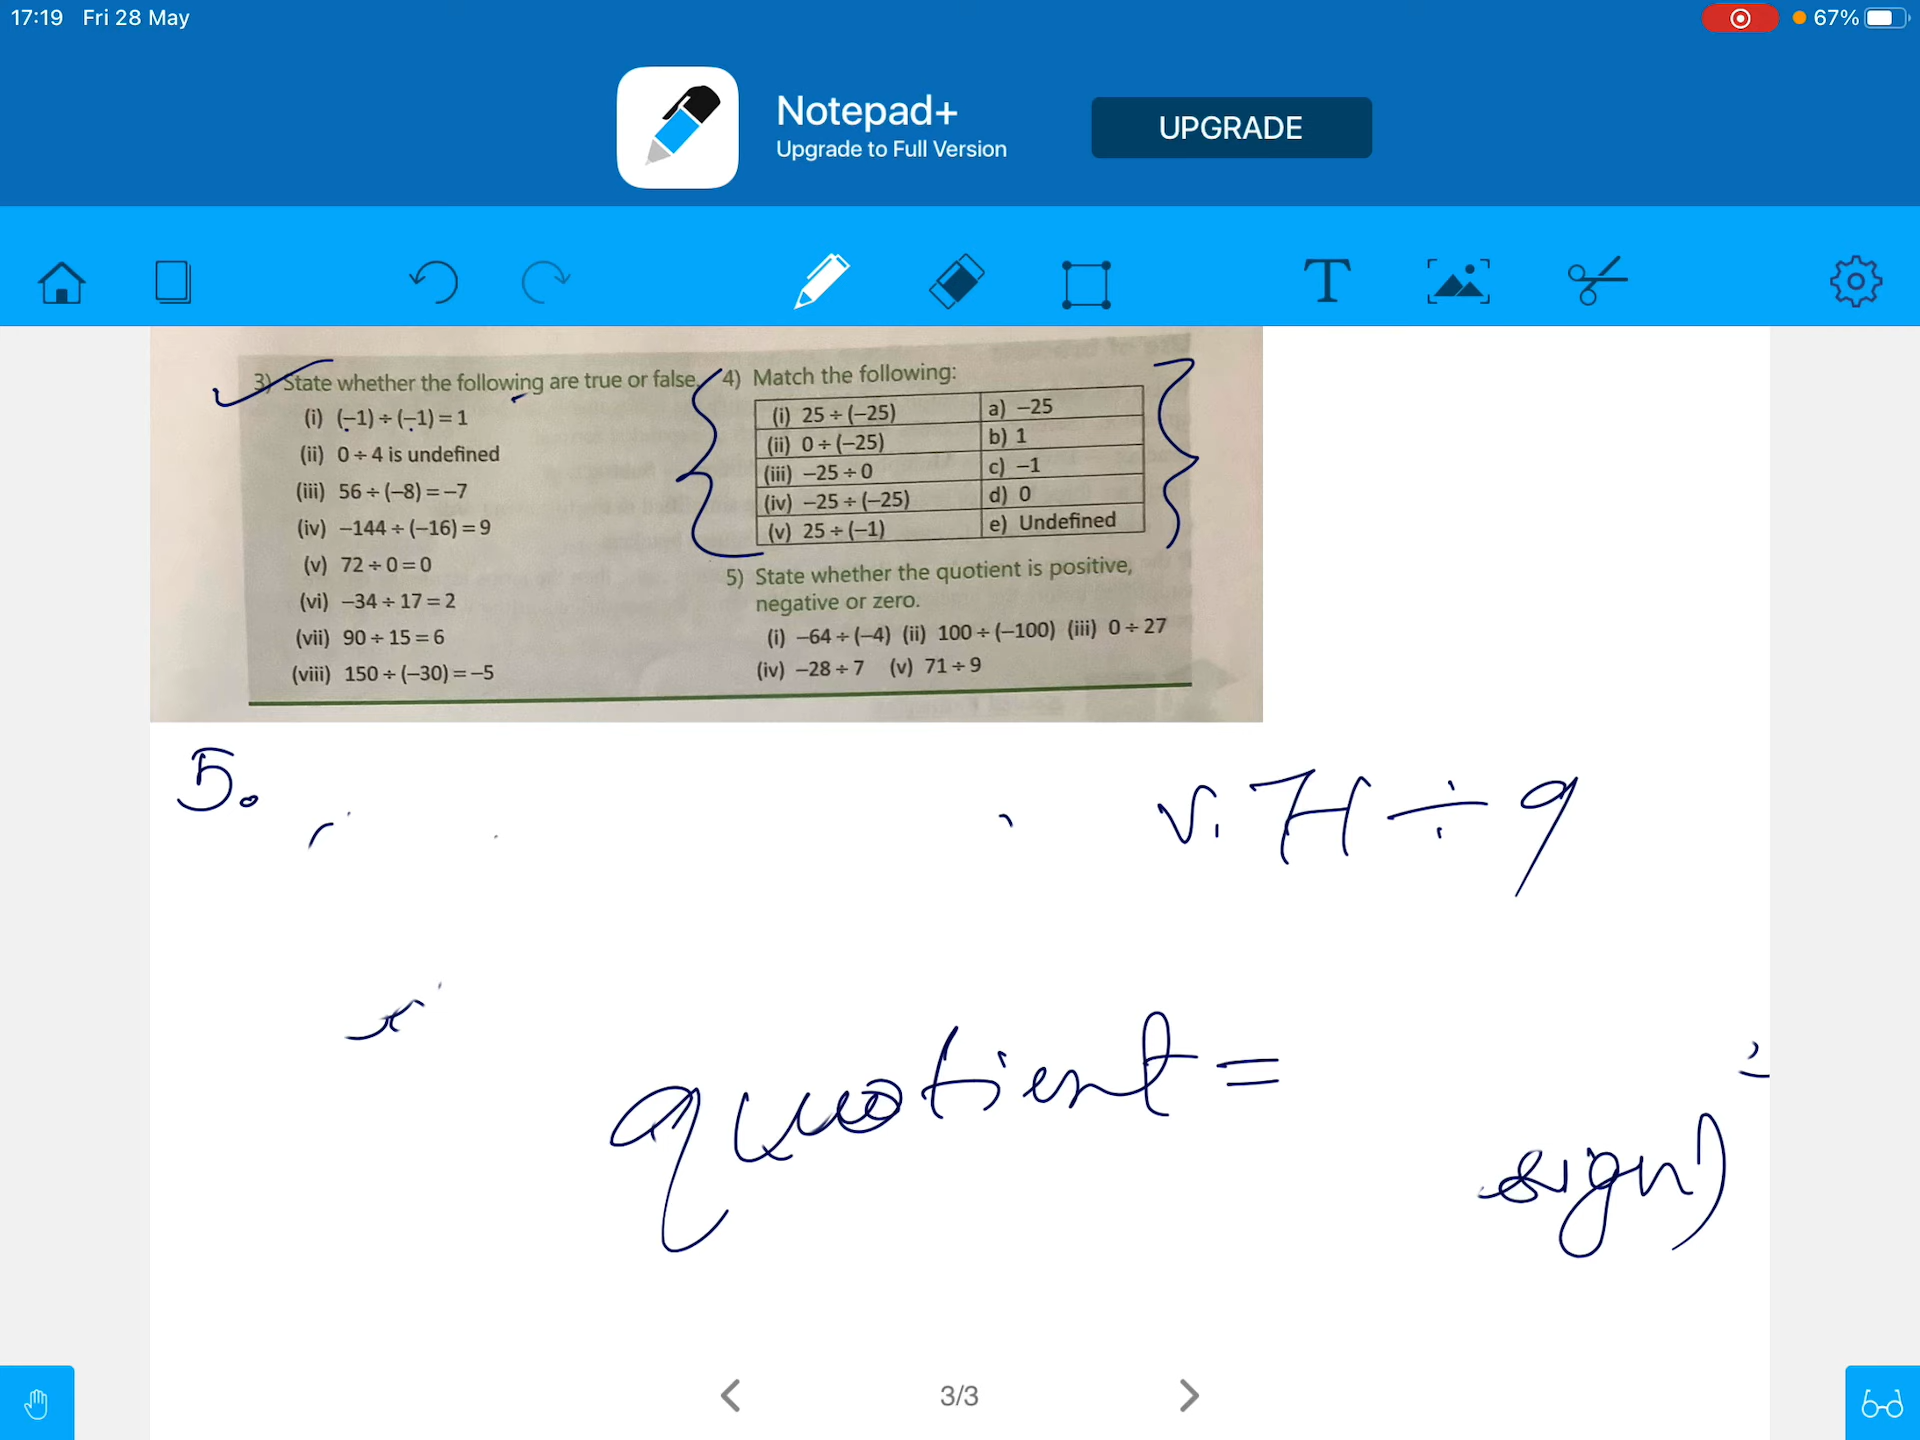 17:19 Fri 28 May
67%
Notepad+
Upgrade to Full Version
UPGRADE
3) State whether the following are true or false.
(i) (−1) ÷ (−1) = 1
(ii) 0 ÷ 4 is undefined
(iii) 56 ÷ (−8) = −7
(iv) −144 ÷ (−16) = 9
(v) 72 ÷ 0 = 0
(vi) −34 ÷ 17 = 2
(vii) 90 ÷ 15 = 6
(viii) 150 ÷ (−30) = −5
4) Match the following:
(i) 25 ÷ (−25) a) −25
(ii) 0 ÷ (−25) b) 1
(iii) −25 ÷ 0 c) −1
(iv) −25 ÷ (−25) d) 0
(v) 25 ÷ (−1) e) Undefined
5) State whether the quotient is positive,
negative or zero.
(i) −64 ÷ (−4) (ii) 100 ÷ (−100) (iii) 0 ÷ 27
(iv) −28 ÷ 7 (v) 71 ÷ 9
5.
v. 71 ÷ 9
quotient =
sign)
3/3